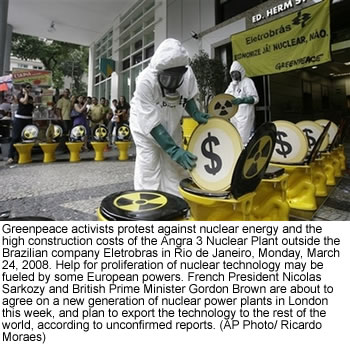 ED. HERM
Eletrobrás
ECONOMIZE JÁ! NUCLEAR, NÃO.
GREENPEACE
$
$
Greenpeace activists protest against nuclear energy and the
high construction costs of the Angra 3 Nuclear Plant outside the
Brazilian company Eletrobras in Rio de Janeiro, Monday, March
24, 2008. Help for proliferation of nuclear technology may be
fueled by some European powers. French President Nicolas
Sarkozy and British Prime Minister Gordon Brown are about to
agree on a new generation of nuclear power plants in London
this week, and plan to export the technology to the rest of the
world, according to unconfirmed reports. (AP Photo/ Ricardo
Moraes)